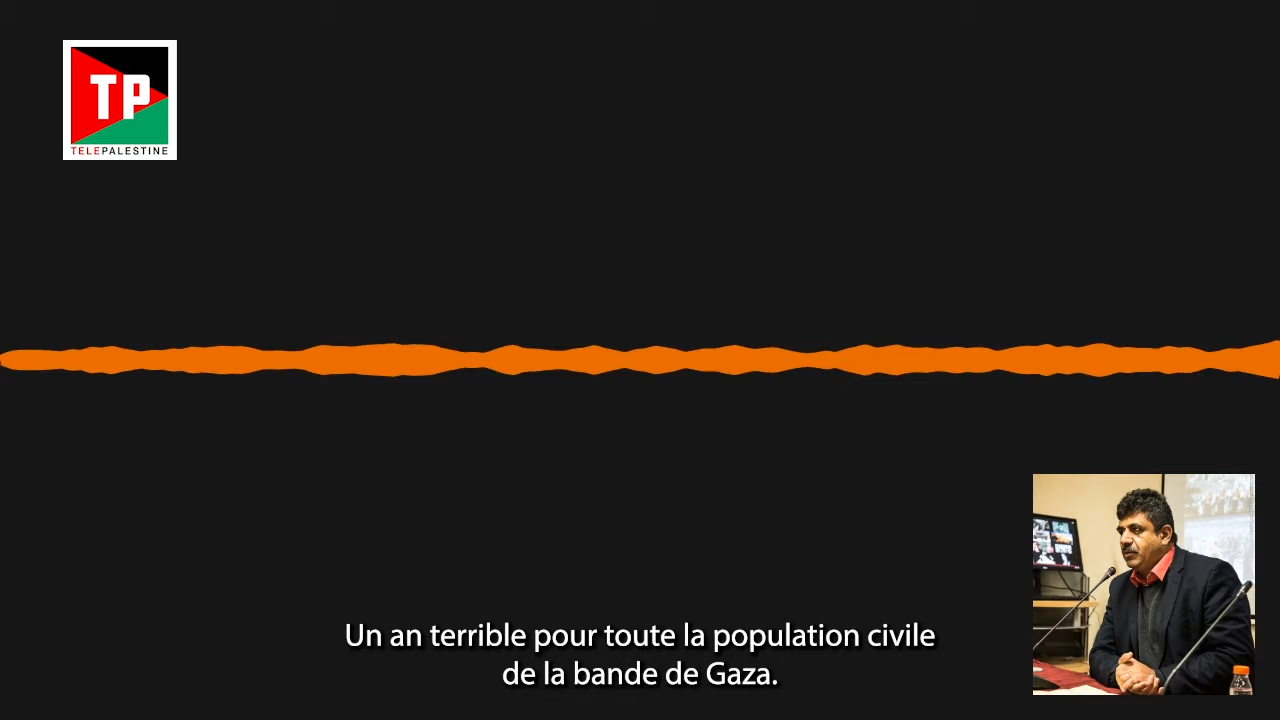 TP
TELEPALESTINE
Un an terrible pour toute la population civile
de la bande de Gaza.